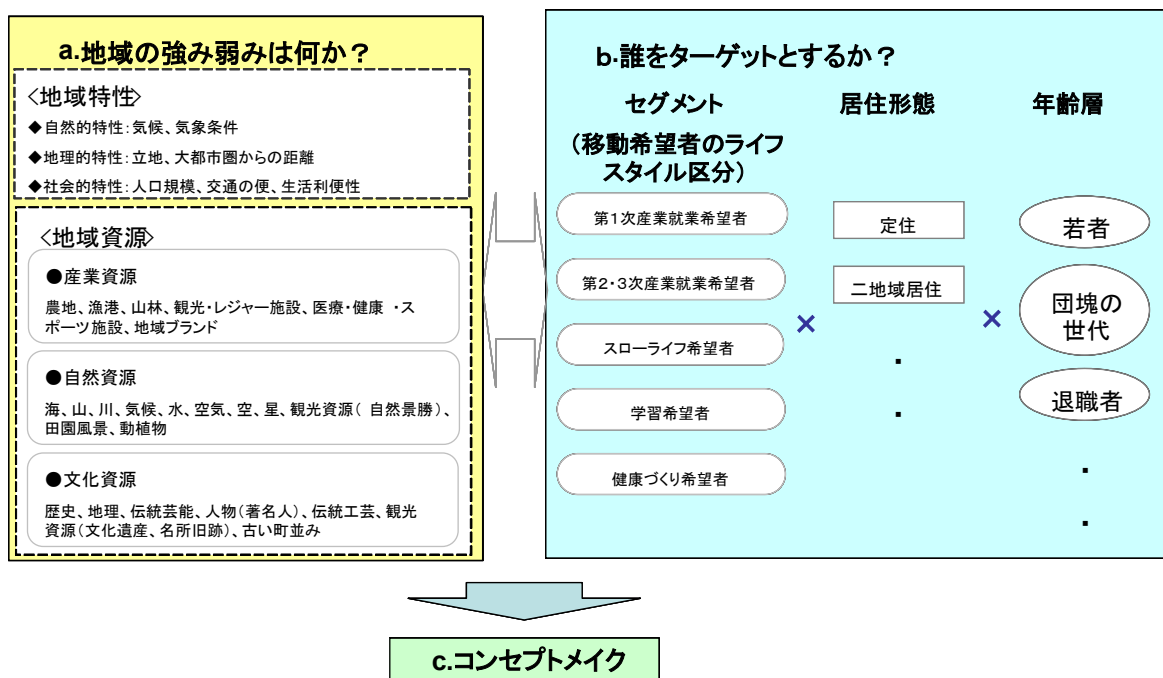 a.地域の強み弱みは何か？
〈地域特性〉
◆自然的特性：気候、気象条件
◆地理的特性：立地、大都市圏からの距離
◆社会的特性：人口規模、交通の便、生活利便性
〈地域資源〉
●産業資源
農地、漁港、山林、観光・レジャー施設、医療・健康 ・ス
ポーツ施設、地域ブランド
●自然資源
海、山、川、気候、水、空気、空、星、観光資源（ 自然景勝）、
田園風景、動植物
●文化資源
歴史、地理、伝統芸能、人物（著名人）、伝統工芸、観光
資源（文化遺産、名所旧跡）、古い町並み
b.誰をターゲットとするか？
セグメント
（移動希望者のライフ
スタイル区分）
第1次産業就業希望者
第2・3次産業就業希望者
スローライフ希望者
学習希望者
健康づくり希望者
×
居住形態
定住
二地域居住
・
・
×
年齢層
若者
団塊の
世代
退職者
・
・
c.コンセプトメイク